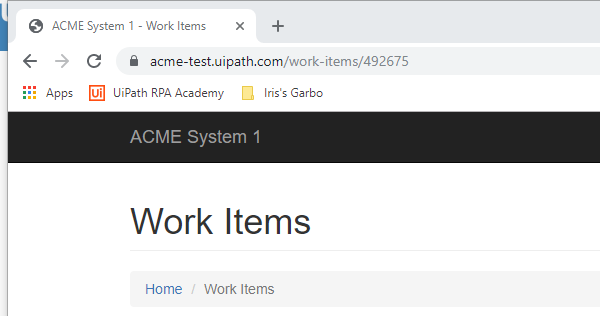 ACME System 1 - Work Items
acme-test.uipath.com/work-items/492675
Apps Ui UiPath RPA Academy Iris's Garbo
ACME System 1
Work Items
Home / Work Items